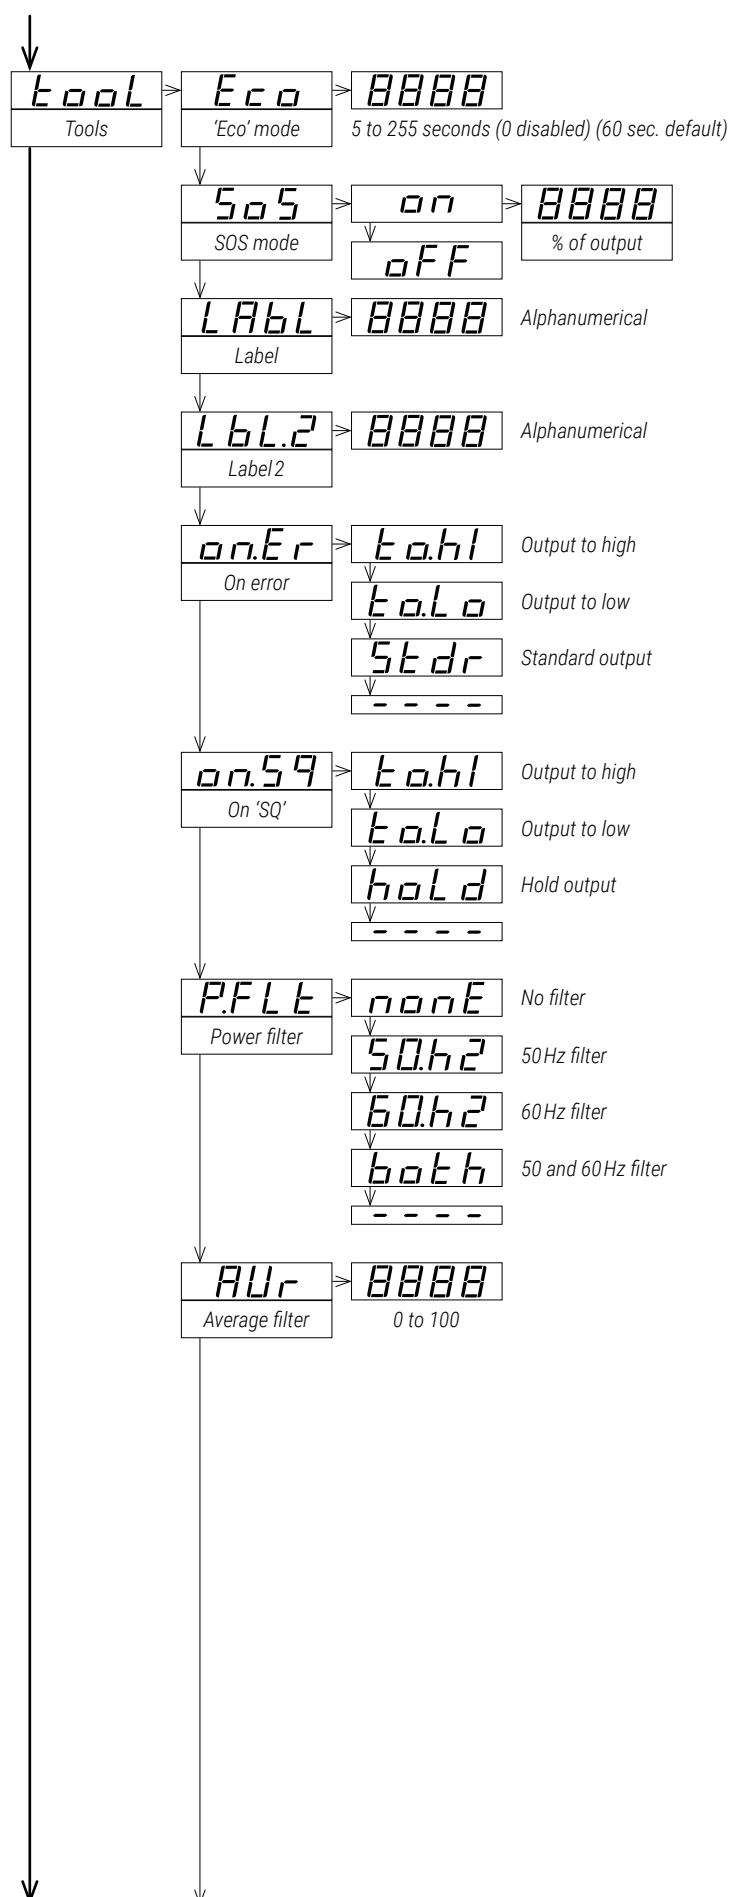 tooL Eco 8888
Tools 'Eco' mode 5 to 255 seconds (0 disabled) (60 sec. default)
SoS on 8888
SOS mode % of output
oFF
LAbL 8888 Alphanumerical
Label
LbL.2 8888 Alphanumerical
Label 2
on.Er to.hI Output to high
On error
to.Lo Output to low
Stdr Standard output
- - - -
on.Sq to.hI Output to high
On 'SQ'
to.Lo Output to low
hoLd Hold output
- - - -
P.FLt nonE No filter
Power filter
50.h2 50 Hz filter
60.h2 60 Hz filter
both 50 and 60 Hz filter
- - - -
AVr 8888
Average filter 0 to 100